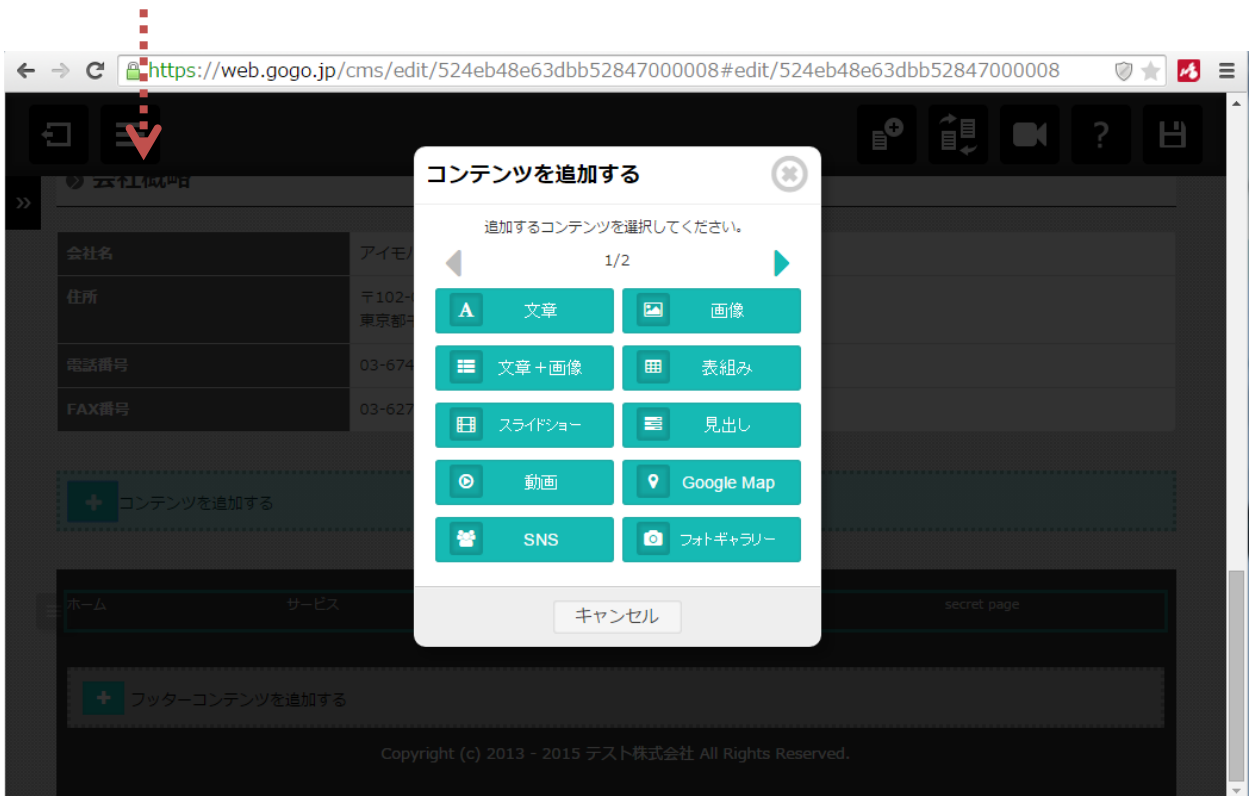 https://web.gogo.jp/cms/edit/524eb48e63dbb52847000008#edit/524eb48e63dbb52847000008
コンテンツを追加する
追加するコンテンツを選択してください。
1/2
A 文章
画像
文章+画像
表組み
スライドショー
見出し
動画
Google Map
SNS
フォトギャラリー
キャンセル
会社概略
会社名
アイモ
住所
〒102-
東京都
電話番号
03-674
FAX番号
03-627
コンテンツを追加する
ホーム
サービス
secret page
フッターコンテンツを追加する
Copyright (c) 2013 - 2015 テスト株式会社 All Rights Reserved.